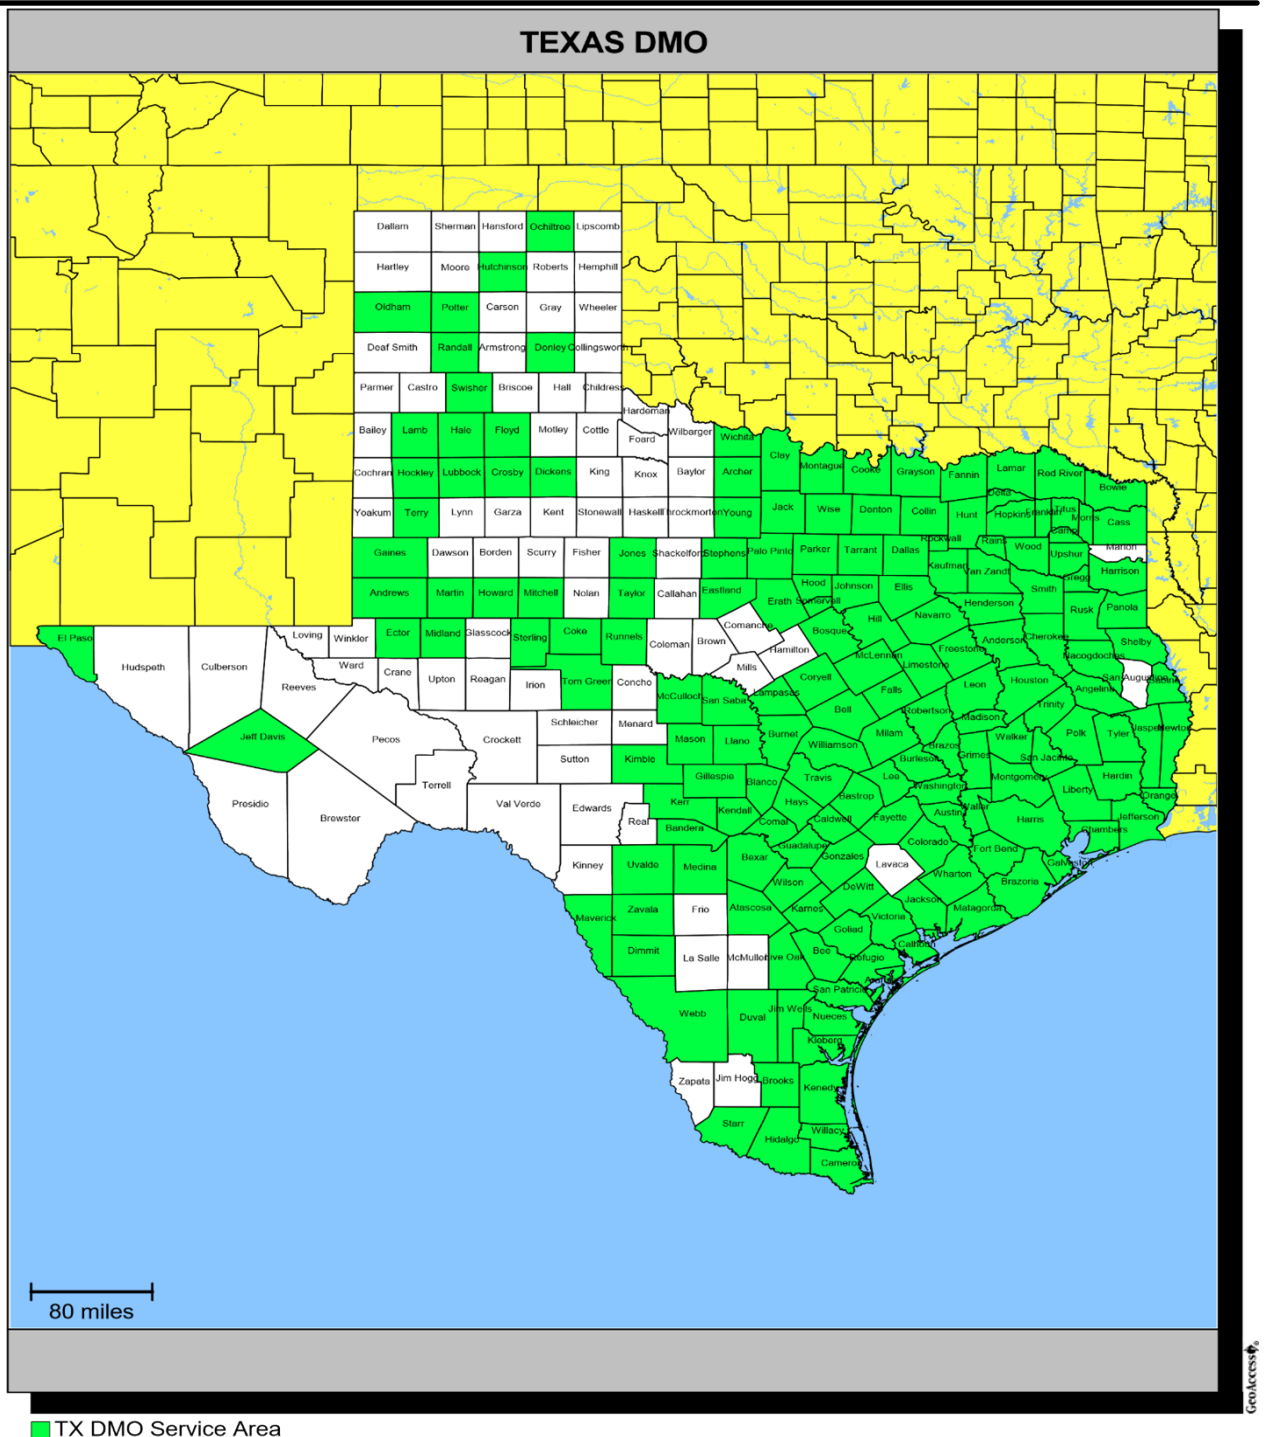 TEXAS DMO
Dallam Sherman Hansford Ochiltree Lipscomb
Hartley Moore Hutchinson Roberts Hemphill
Oldham Potter Carson Gray Wheeler
Deaf Smith Randall Armstrong Donley Collingsworth
Parmer Castro Swisher Briscoe Hall Childress
Hardeman
Bailey Lamb Hale Floyd Motley Cottle Foard Wilbarger Wichita
Clay Montague Cooke Grayson Fannin Lamar Red River
Cochran Hockley Lubbock Crosby Dickens King Knox Baylor Archer
Delta Bowie
Yoakum Terry Lynn Garza Kent Stonewall Haskell Throckmorton Young Jack Wise Denton Collin Hunt Hopkins Franklin Titus Morris Cass
Camp
Gaines Dawson Borden Scurry Fisher Jones Shackelford Stephens Palo Pinto Parker Tarrant Dallas Rockwall Rains Wood Upshur Marion
Kaufman Van Zandt Gregg Harrison
Andrews Martin Howard Mitchell Nolan Taylor Callahan Eastland Hood Johnson Ellis Smith
Erath Somervell Henderson Rusk Panola
El Paso Loving Winkler Ector Midland Glasscock Sterling Coke Runnels Coleman Brown Comanche Bosque Hill Navarro Anderson Cherokee Shelby
Hamilton Freestone Nacogdoches
Hudspeth Culberson Ward Crane Upton Reagan Irion Tom Green Concho Mills McLennan Limestone
Reeves McCulloch San Saba Lampasas Coryell Falls Leon Houston Angelina San Augustine Sabine
Jeff Davis Pecos Crockett Schleicher Menard Bell Robertson Madison Trinity
Sutton Mason Llano Burnet Williamson Milam Brazos Grimes Walker San Jacinto Polk Tyler Jasper Newton
Kimble Burleson
Presidio Brewster Terrell Val Verde Edwards Gillespie Blanco Travis Lee Washington Montgomery Liberty Hardin Orange
Real Kerr Kendall Hays Bastrop Austin Waller Harris Jefferson
Bandera Comal Caldwell Fayette Chambers
Kinney Uvalde Medina Bexar Guadalupe Gonzales Lavaca Colorado Fort Bend Galveston
Wilson DeWitt Wharton Brazoria
Maverick Zavala Frio Atascosa Karnes Victoria Jackson Matagorda
Goliad
Dimmit La Salle McMullen Live Oak Bee Refugio Calhoun
Aransas
San Patricio
Webb Duval Jim Wells Nueces
Kleberg
Zapata Jim Hogg Brooks Kenedy
Starr Hidalgo Willacy
Cameron
80 miles
GeoAccess®
TX DMO Service Area